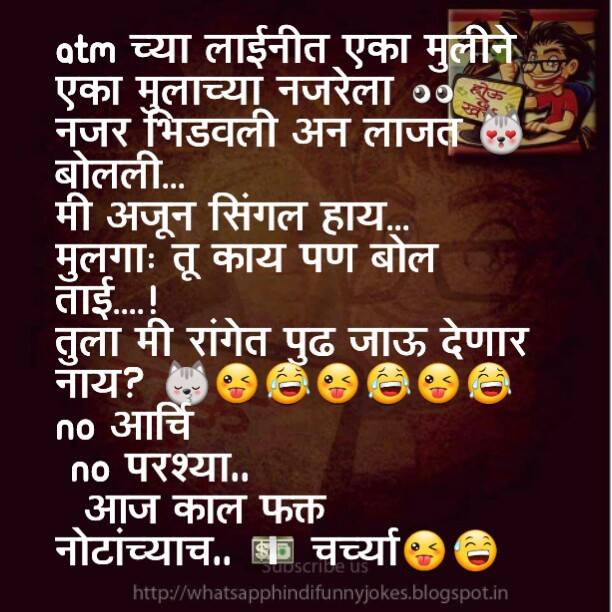 atm च्या लाईनीत एका मुलीने
एका मुलाच्या नजरेला 👀
नजर भिडवली अन लाजत 😻
बोलली...
मी अजून सिंगल हाय...
मुलगाः तू काय पण बोल
ताई....!
तुला मी रांगेत पुढ जाऊ देणार
नाय? 😽😜😂😜😂😜😂
no आर्चि
no परश्या..
आज काल फक्त
नोटांच्याच.. 💵 चर्च्या😜😅
Subscribe us
http://whatsapphindifunnyjokes.blogspot.in